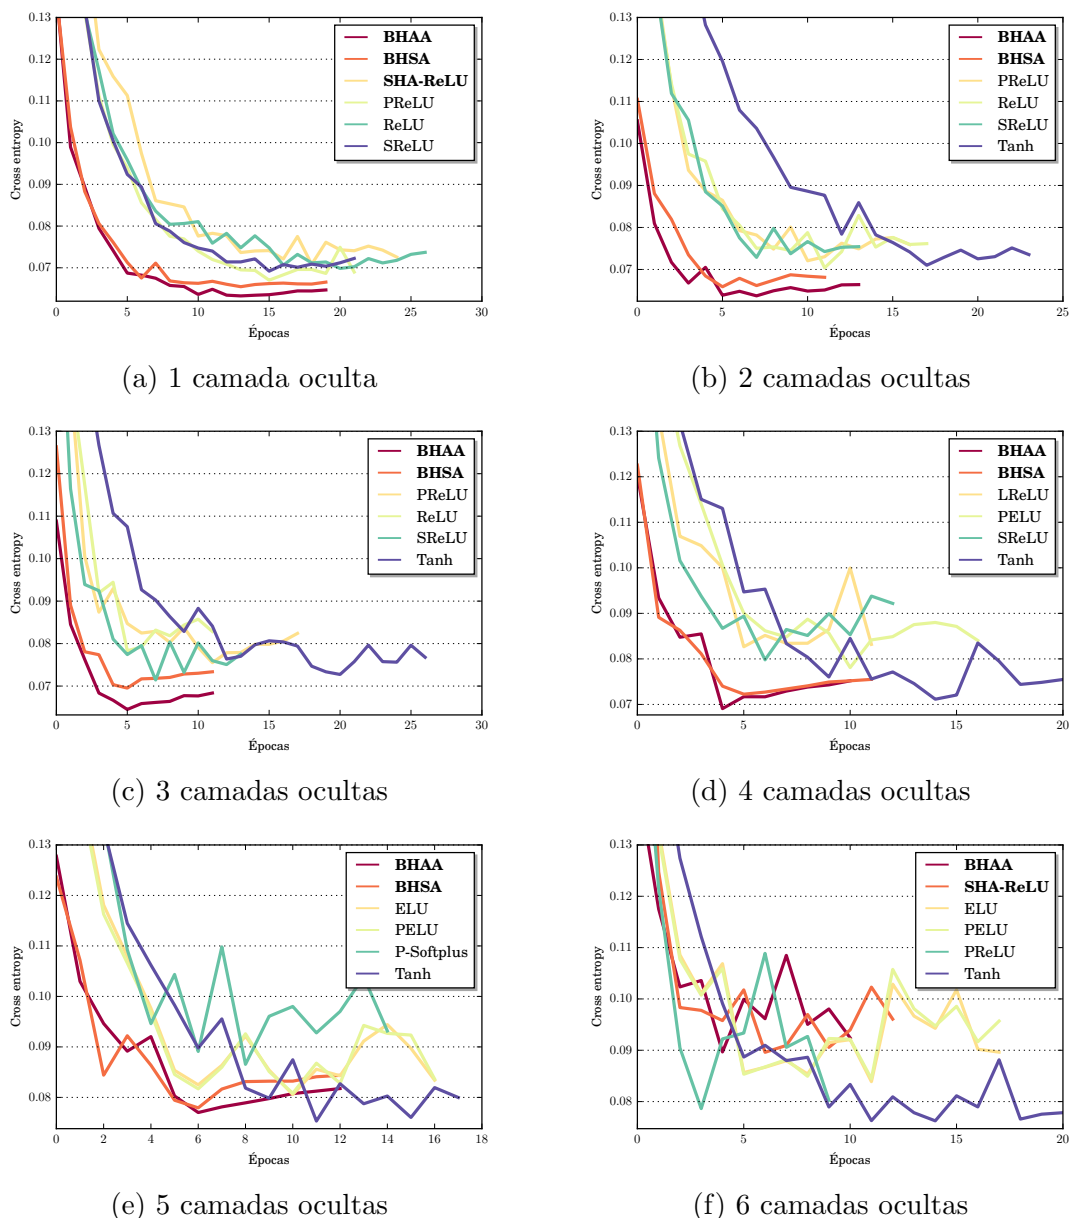 0.13
0.12
0.11
0.10
0.09
0.08
0.07
Cross entropy
0 5 10 15 20 25 30
Épocas
BHAA
BHSA
SHA-ReLU
PReLU
ReLU
SReLU
(a) 1 camada oculta
0.13
0.12
0.11
0.10
0.09
0.08
0.07
Cross entropy
0 5 10 15 20 25
Épocas
BHAA
BHSA
PReLU
ReLU
SReLU
Tanh
(b) 2 camadas ocultas
0.13
0.12
0.11
0.10
0.09
0.08
0.07
Cross entropy
0 5 10 15 20 25 30
Épocas
BHAA
BHSA
PReLU
ReLU
SReLU
Tanh
(c) 3 camadas ocultas
0.13
0.12
0.11
0.10
0.09
0.08
0.07
Cross entropy
0 5 10 15 20
Épocas
BHAA
BHSA
LReLU
PELU
SReLU
Tanh
(d) 4 camadas ocultas
0.13
0.12
0.11
0.10
0.09
0.08
Cross entropy
0 2 4 6 8 10 12 14 16 18
Épocas
BHAA
BHSA
ELU
PELU
P-Softplus
Tanh
(e) 5 camadas ocultas
0.13
0.12
0.11
0.10
0.09
0.08
Cross entropy
0 5 10 15 20
Épocas
BHAA
SHA-ReLU
ELU
PELU
PReLU
Tanh
(f) 6 camadas ocultas